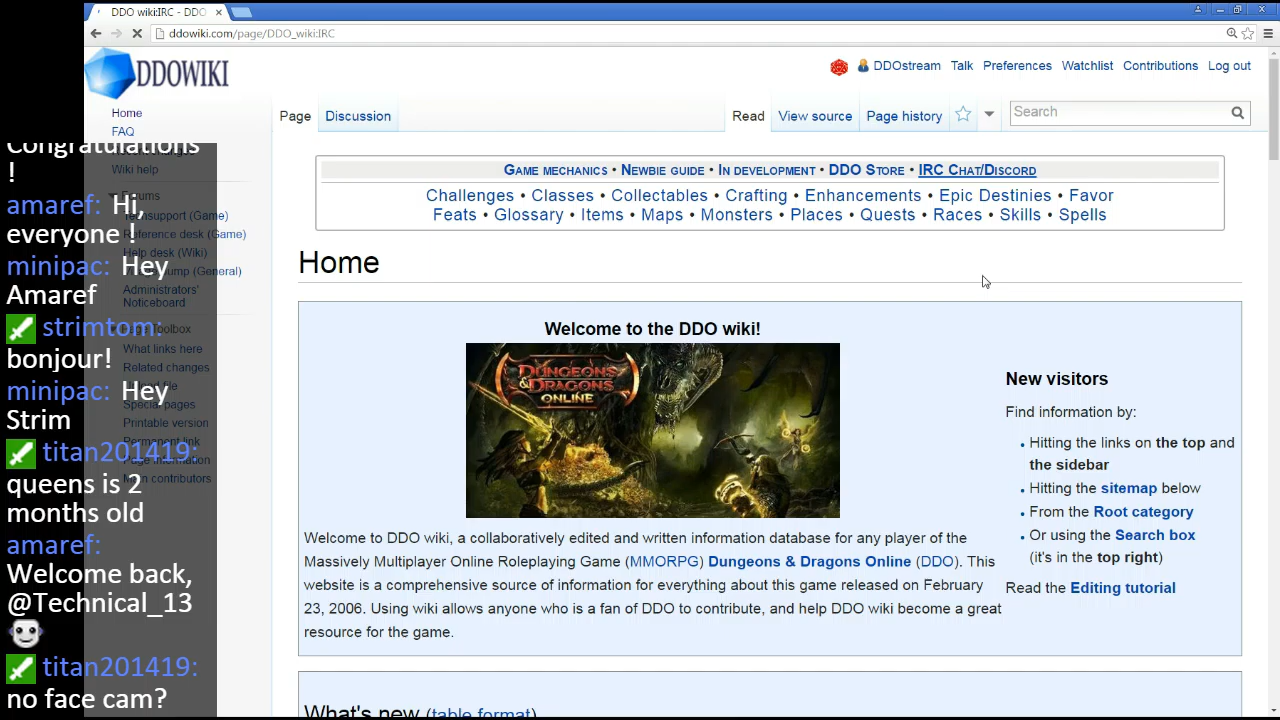 DDO wiki:IRC - DDO
ddowiki.com/page/DDO_wiki:IRC
DDOWIKI
DDOstream Talk Preferences Watchlist Contributions Log out
Home
FAQ
Recent changes
Wiki help
Forums
Techsupport (Game)
Reference desk (Game)
Help desk (Wiki)
(General)
Administrators'
Noticeboard
Toolbox
What links here
Related changes
Special pages
Printable version
Permanent link
Page information
Main contributors
Congratulations
!
amaref: Hi,
everyone !
minipac: Hey
Amaref
strimtom:
bonjour!
minipac: Hey
Strim
titan201419:
queens is 2
months old
amaref:
Welcome back,
@Technical_13
titan201419:
no face cam?
Page Discussion Read View source Page history Search
GAME MECHANICS • NEWBIE GUIDE • IN DEVELOPMENT • DDO STORE • IRC CHAT/DISCORD
Challenges • Classes • Collectables • Crafting • Enhancements • Epic Destinies • Favor
Feats • Glossary • Items • Maps • Monsters • Places • Quests • Races • Skills • Spells
Home
Welcome to the DDO wiki!
DUNGEONS
& DRAGONS
ONLINE
Welcome to DDO wiki, a collaboratively edited and written information database for any player of the
Massively Multiplayer Online Roleplaying Game (MMORPG) Dungeons & Dragons Online (DDO). This
website is a comprehensive source of information for everything about this game released on February
23, 2006. Using wiki allows anyone who is a fan of DDO to contribute, and help DDO wiki become a great
resource for the game.
New visitors
Find information by:
• Hitting the links on the top and
the sidebar
• Hitting the sitemap below
• From the Root category
• Or using the Search box
(it's in the top right)
Read the Editing tutorial
What's new (table format)